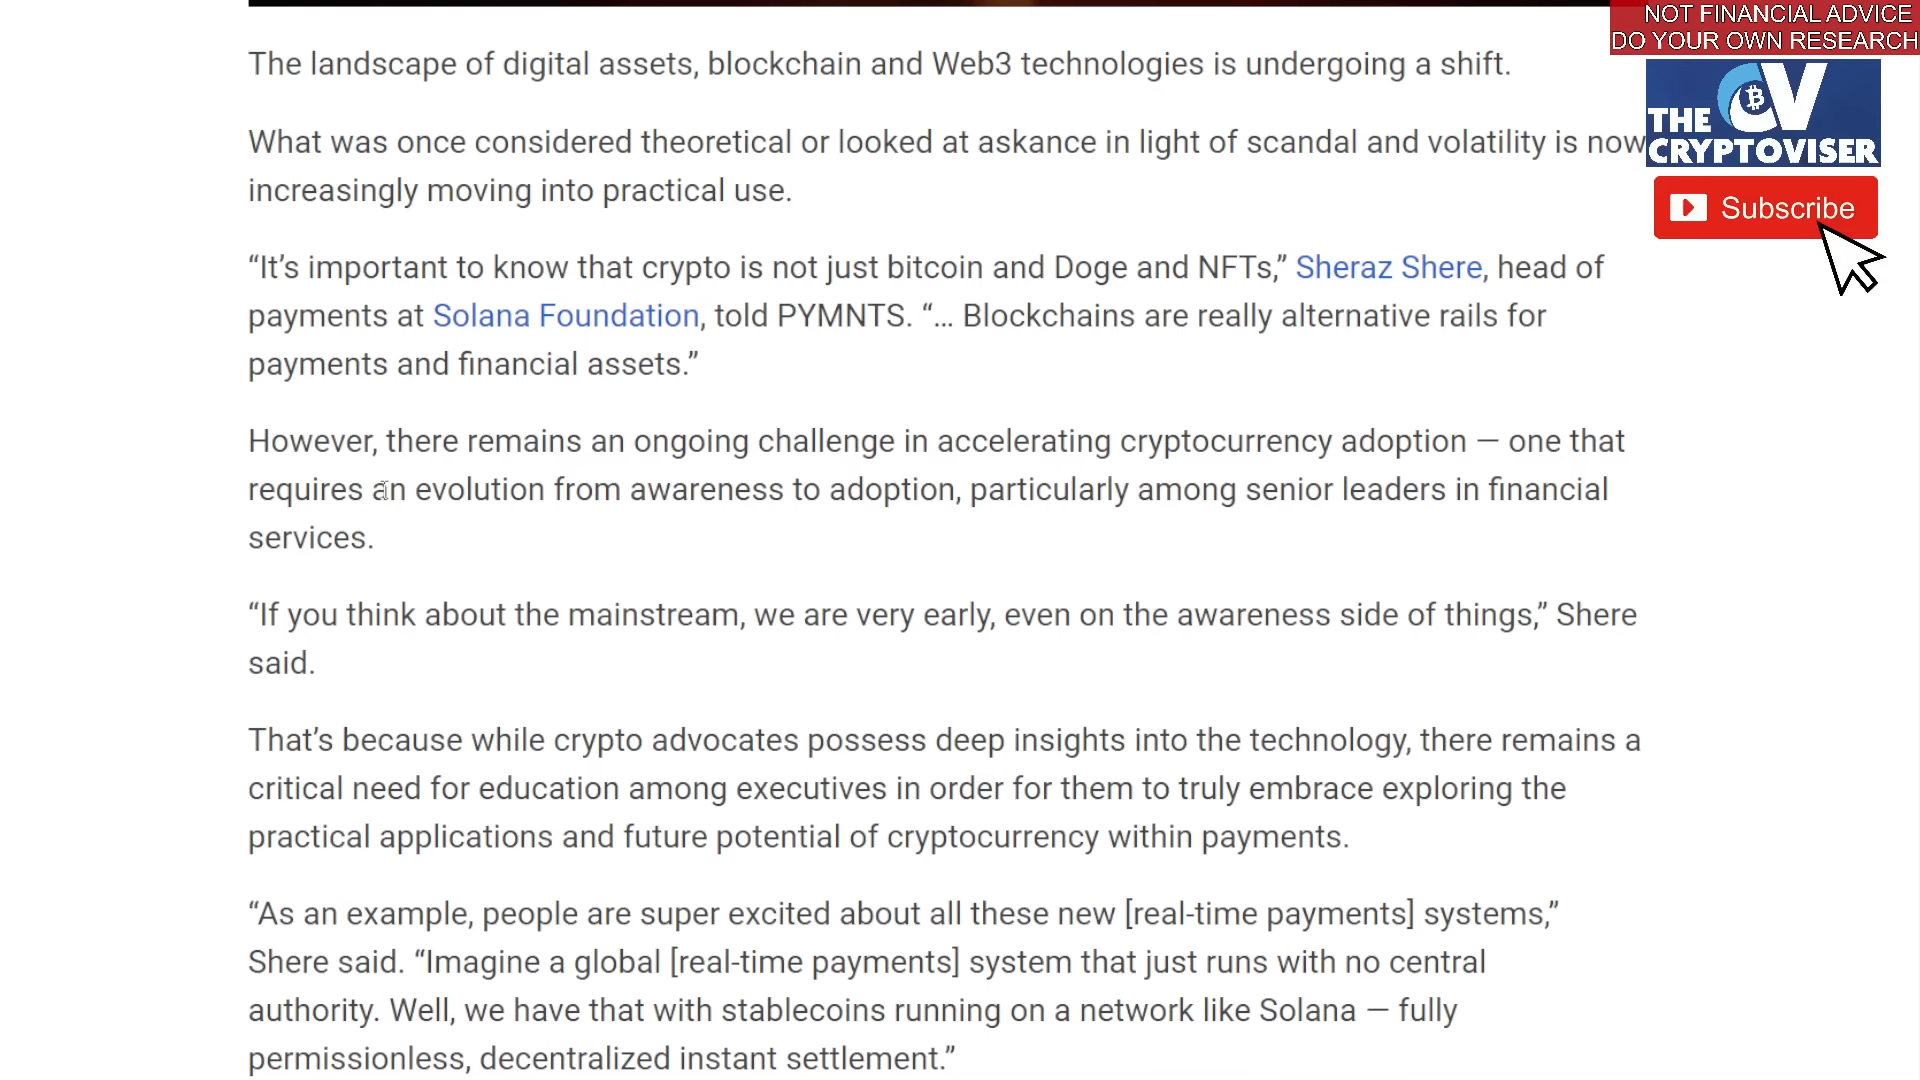 NOT FINANCIAL ADVICE
DO YOUR OWN RESEARCH
THE CV
CRYPTOVISER
Subscribe
The landscape of digital assets, blockchain and Web3 technologies is undergoing a shift.
What was once considered theoretical or looked at askance in light of scandal and volatility is now
increasingly moving into practical use.
“It’s important to know that crypto is not just bitcoin and Doge and NFTs,” Sheraz Shere, head of
payments at Solana Foundation, told PYMNTS. “… Blockchains are really alternative rails for
payments and financial assets.”
However, there remains an ongoing challenge in accelerating cryptocurrency adoption — one that
requires an evolution from awareness to adoption, particularly among senior leaders in financial
services.
“If you think about the mainstream, we are very early, even on the awareness side of things,” Shere
said.
That’s because while crypto advocates possess deep insights into the technology, there remains a
critical need for education among executives in order for them to truly embrace exploring the
practical applications and future potential of cryptocurrency within payments.
“As an example, people are super excited about all these new [real-time payments] systems,”
Shere said. “Imagine a global [real-time payments] system that just runs with no central
authority. Well, we have that with stablecoins running on a network like Solana — fully
permissionless, decentralized instant settlement.”